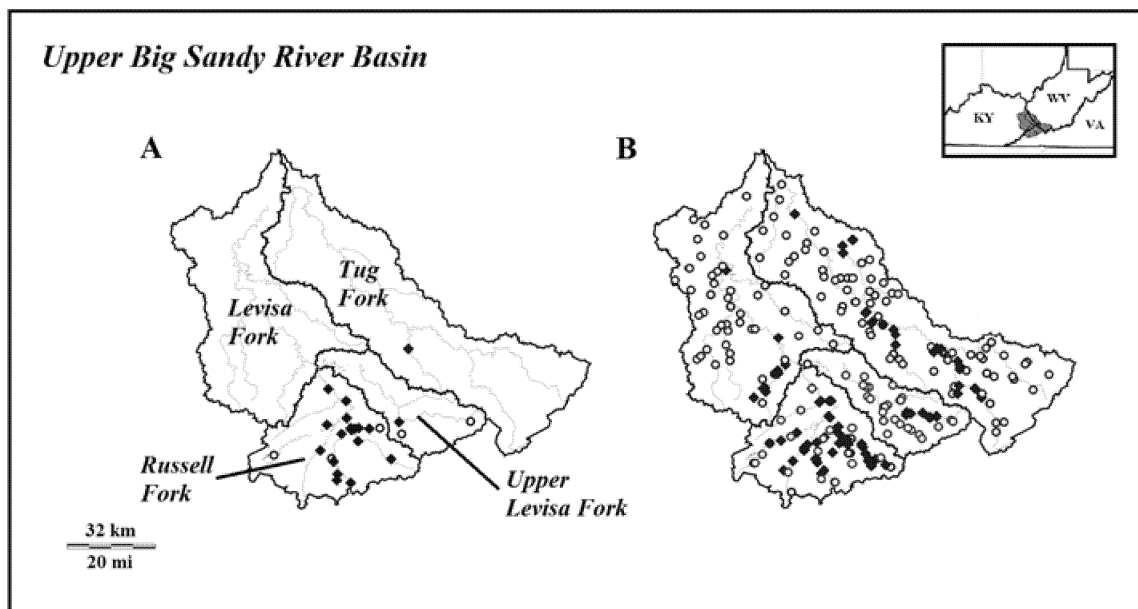 Upper Big Sandy River Basin
WV
KY
VA
A
B
Tug
Fork
Levisa
Fork
Russell
Fork
Upper
Levisa Fork
32 km
20 mi